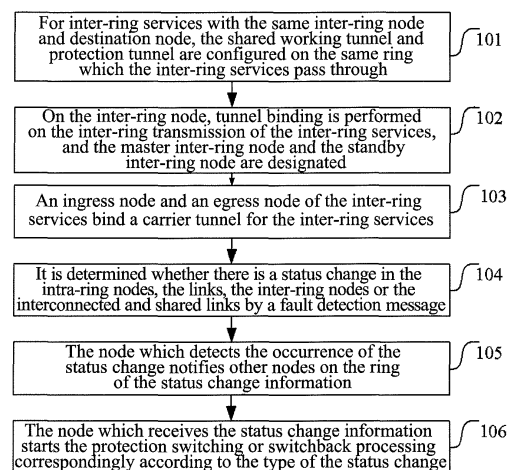 For inter-ring services with the same inter-ring node
and destination node, the shared working tunnel and
protection tunnel are configured on the same ring
which the inter-ring services pass through
101
On the inter-ring node, tunnel binding is performed
on the inter-ring transmission of the inter-ring services,
and the master inter-ring node and the standby
inter-ring node are designated
102
An ingress node and an egress node of the inter-ring
services bind a carrier tunnel for the inter-ring services
103
It is determined whether there is a status change in the
intra-ring nodes, the links, the inter-ring nodes or the
interconnected and shared links by a fault detection message
104
The node which detects the occurrence of the
status change notifies other nodes on the ring
of the status change information
105
The node which receives the status change information
starts the protection switching or switchback processing
correspondingly according to the type of the status change
106